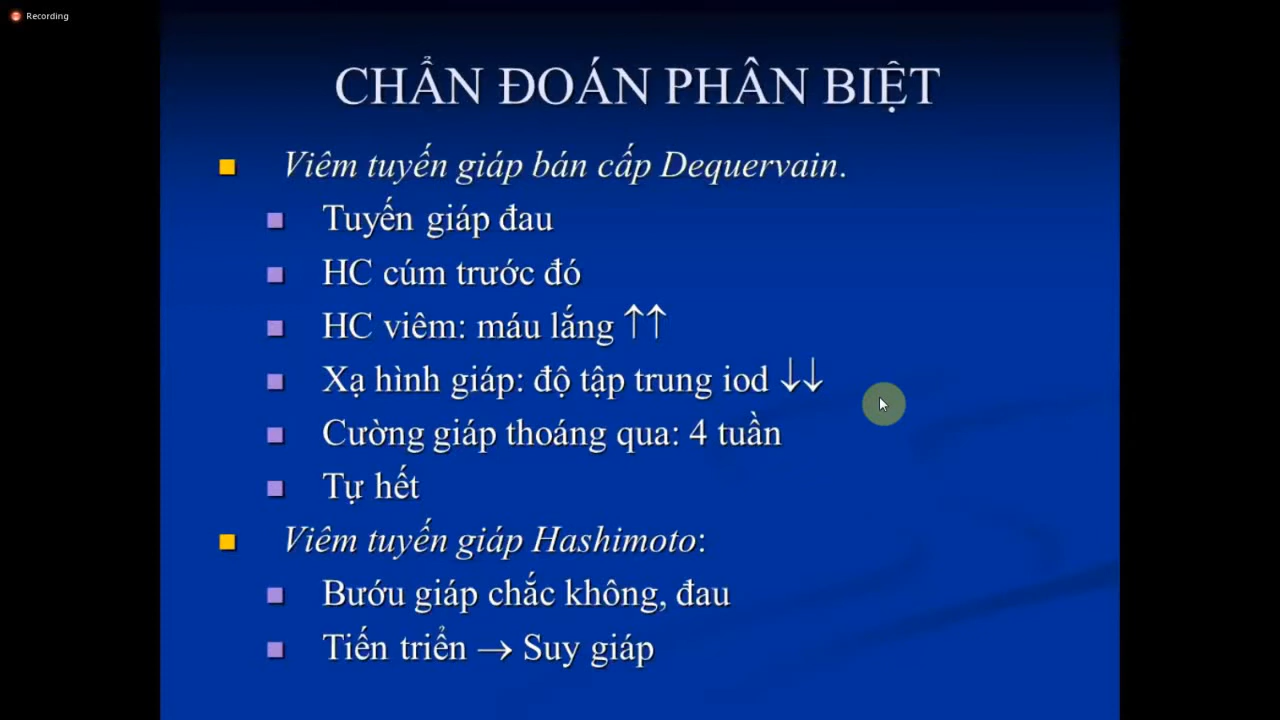 Recording
CHẨN ĐOÁN PHÂN BIỆT
Viêm tuyến giáp bán cấp Dequervain.
Tuyến giáp đau
HC cúm trước đó
HC viêm: máu lắng ↑↑
Xạ hình giáp: độ tập trung iod ↓↓
Cường giáp thoáng qua: 4 tuần
Tự hết
Viêm tuyến giáp Hashimoto:
Bướu giáp chắc không, đau
Tiến triển → Suy giáp